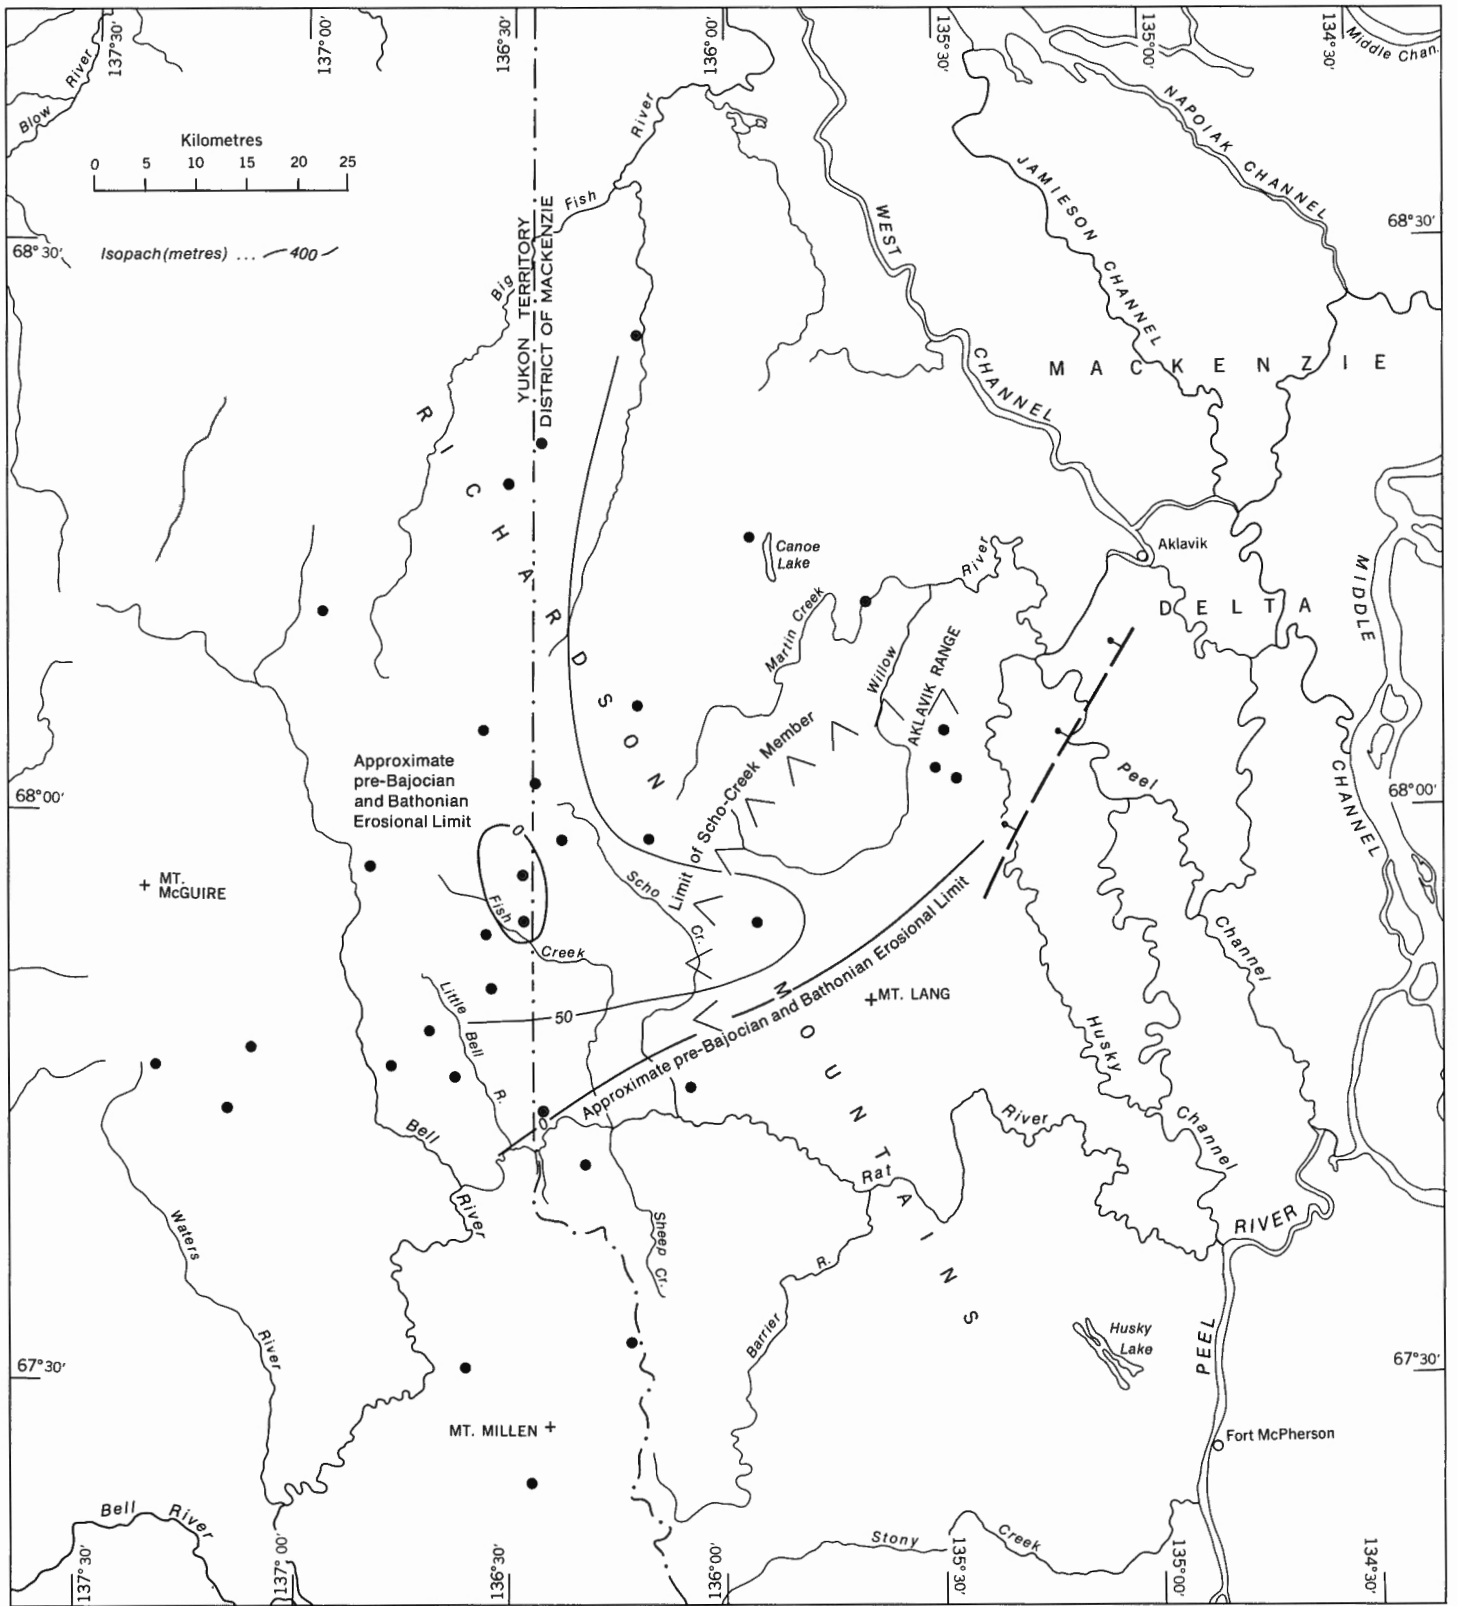 137°30'
137°00'
136°30'
136°00'
135°30'
135°00'
134°30'
Middle Chan.
Blow River
Kilometres
0 5 10 15 20 25
Isopach (metres) ... 400
68°30'
68°30'
Big Fish River
YUKON TERRITORY
DISTRICT OF MACKENZIE
WEST CHANNEL
JAMIESON CHANNEL
NAPOIAK CHANNEL
MACKENZIE
DELTA
RICHARDSON MOUNTAINS
Canoe
Lake
Aklavik
Martin Creek
Willow River
AKLAVIK RANGE
MIDDLE CHANNEL
Limit of Scho-Creek Member
Approximate
pre-Bajocian
and Bathonian
Erosional Limit
0
68°00'
68°00'
Peel Channel
+ MT.
McGUIRE
Fish Creek
Scho Cr.
Little Bell R.
50
+MT. LANG
Approximate pre-Bajocian and Bathonian Erosional Limit
0
Husky Channel
Bell River
Rat River
Waters River
Sheep Cr.
Barrier R.
PEEL RIVER
Husky
Lake
67°30'
67°30'
MT. MILLEN +
Fort McPherson
Bell River
Stony Creek
137°30'
137°00'
136°30'
136°00'
135°30'
135°00'
134°30'